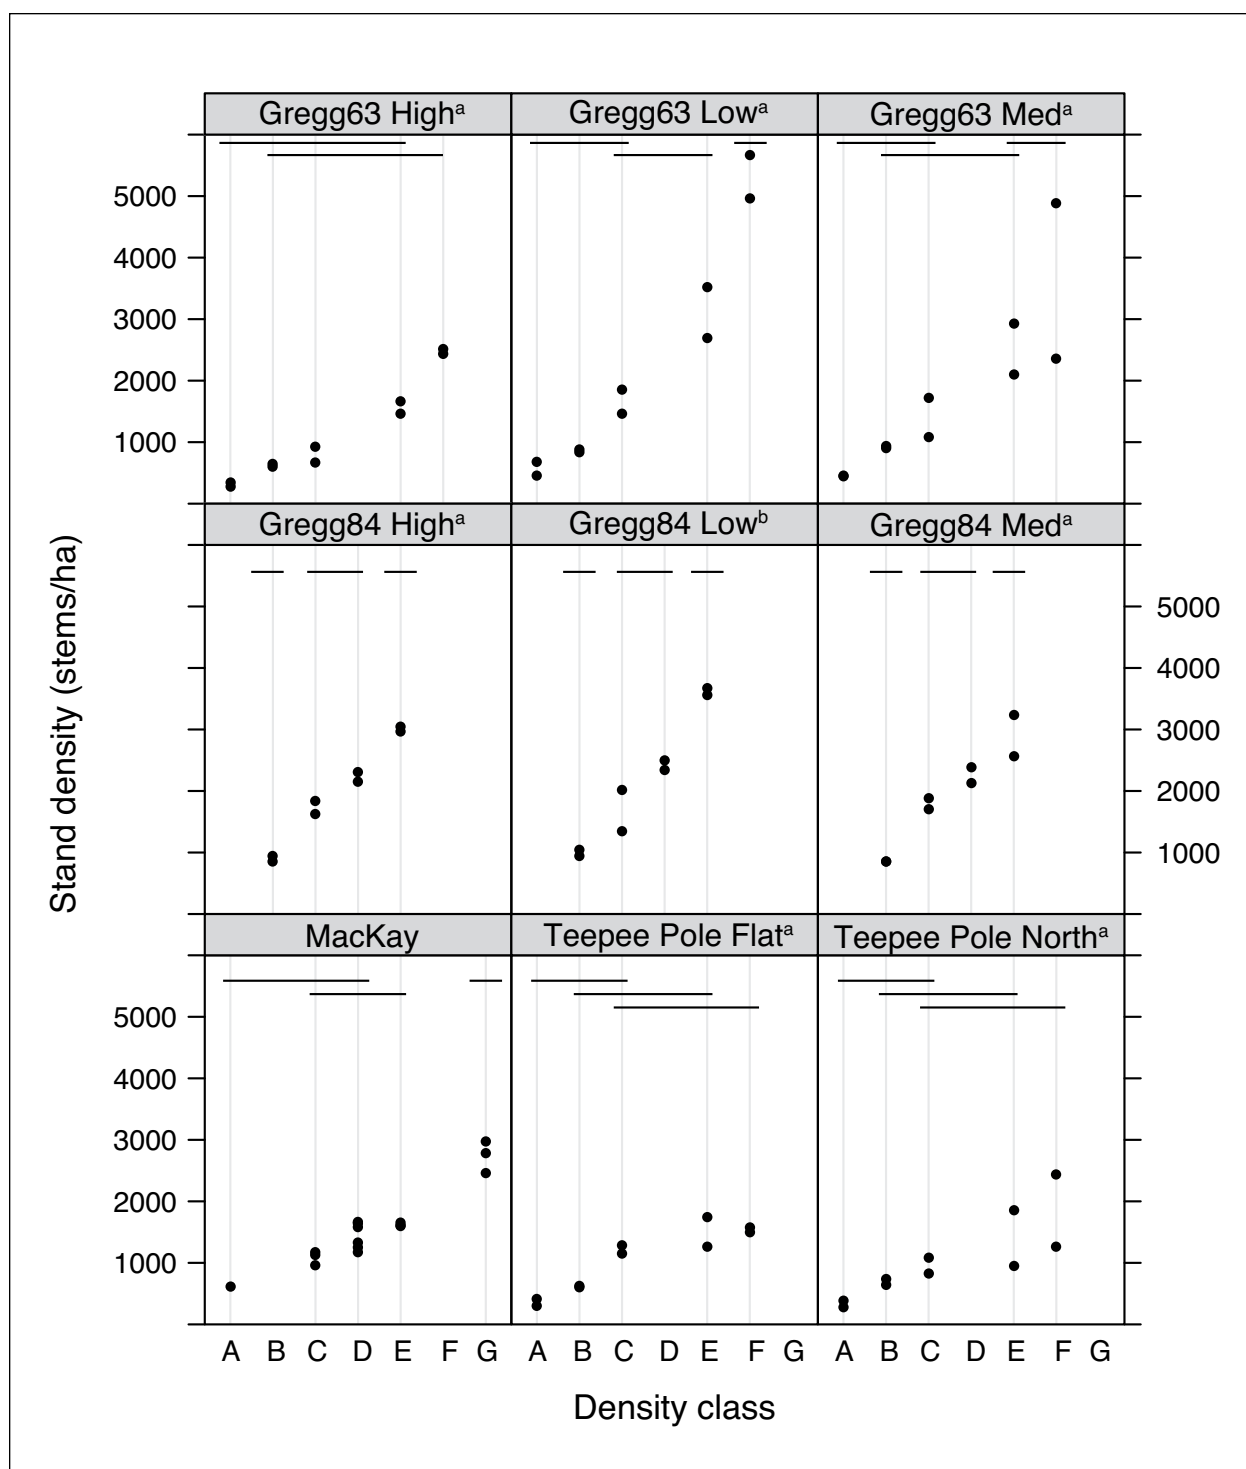 Gregg63 Highᵃ Gregg63 Lowᵃ Gregg63 Medᵃ
5000
4000
3000
2000
1000
Gregg84 Highᵃ Gregg84 Lowᵇ Gregg84 Medᵃ
5000
4000
3000
2000
1000
Stand density (stems/ha)
MacKay Teepee Pole Flatᵃ Teepee Pole Northᵃ
5000
4000
3000
2000
1000
A B C D E F G A B C D E F G A B C D E F G
Density class